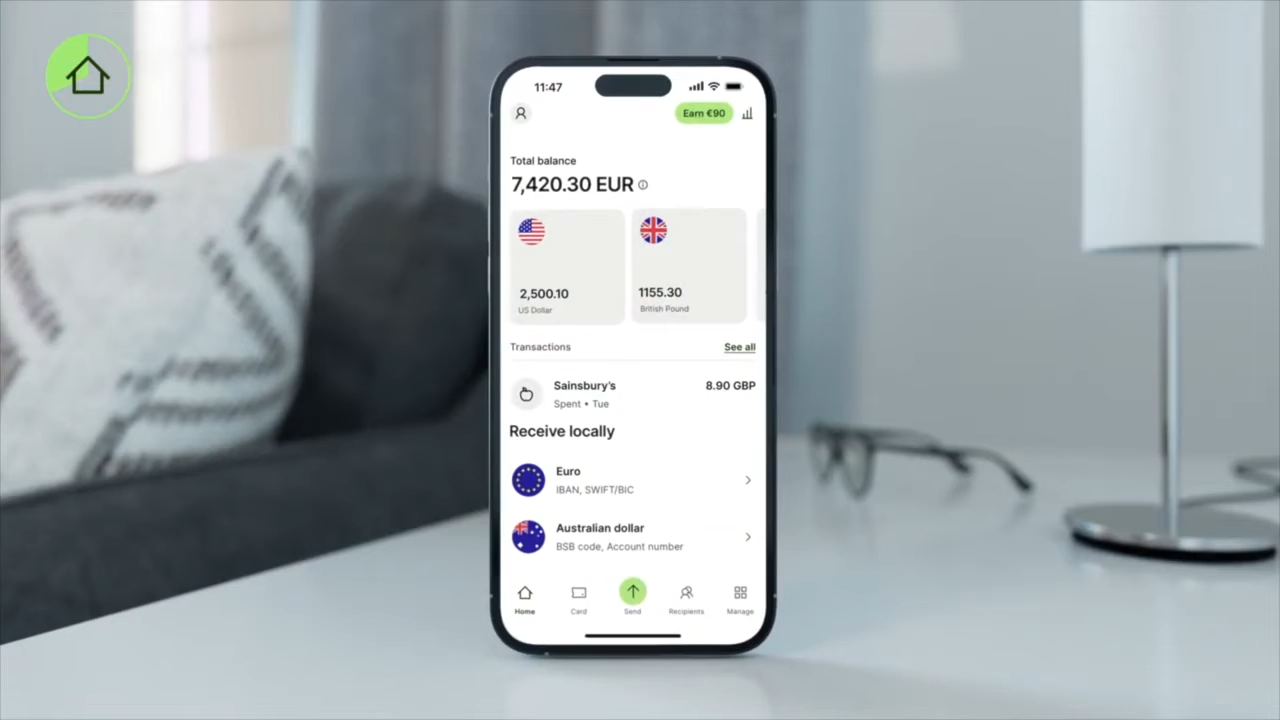 11:47
Earn €90
Total balance
7,420.30 EUR
2,500.10
US Dollar
1155.30
British Pound
Transactions
See all
Sainsbury's
8.90 GBP
Spent • Tue
Receive locally
Euro
IBAN, SWIFT/BIC
Australian dollar
BSB code, Account number
Home
Card
Send
Recipients
Manage